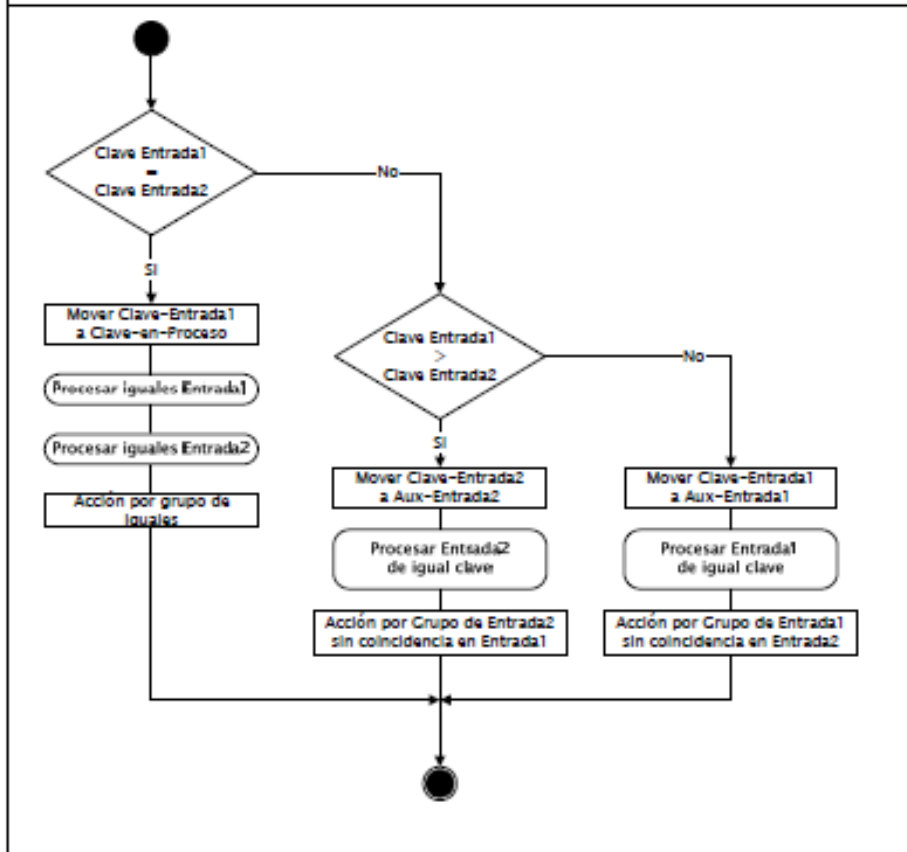 Clave Entrada1
=
Clave Entrada2
No
SI
Mover Clave-Entrada1
a Clave-en-Proceso
Procesar iguales Entrada1
Procesar iguales Entrada2
Acción por grupo de
iguales
Clave Entrada1
>
Clave Entrada2
No
SI
Mover Clave-Entrada2
a Aux-Entrada2
Procesar Entrada2
de igual clave
Acción por Grupo de Entrada2
sin coincidencia en Entrada1
Mover Clave-Entrada1
a Aux-Entrada1
Procesar Entrada1
de igual clave
Acción por Grupo de Entrada1
sin coincidencia en Entrada2